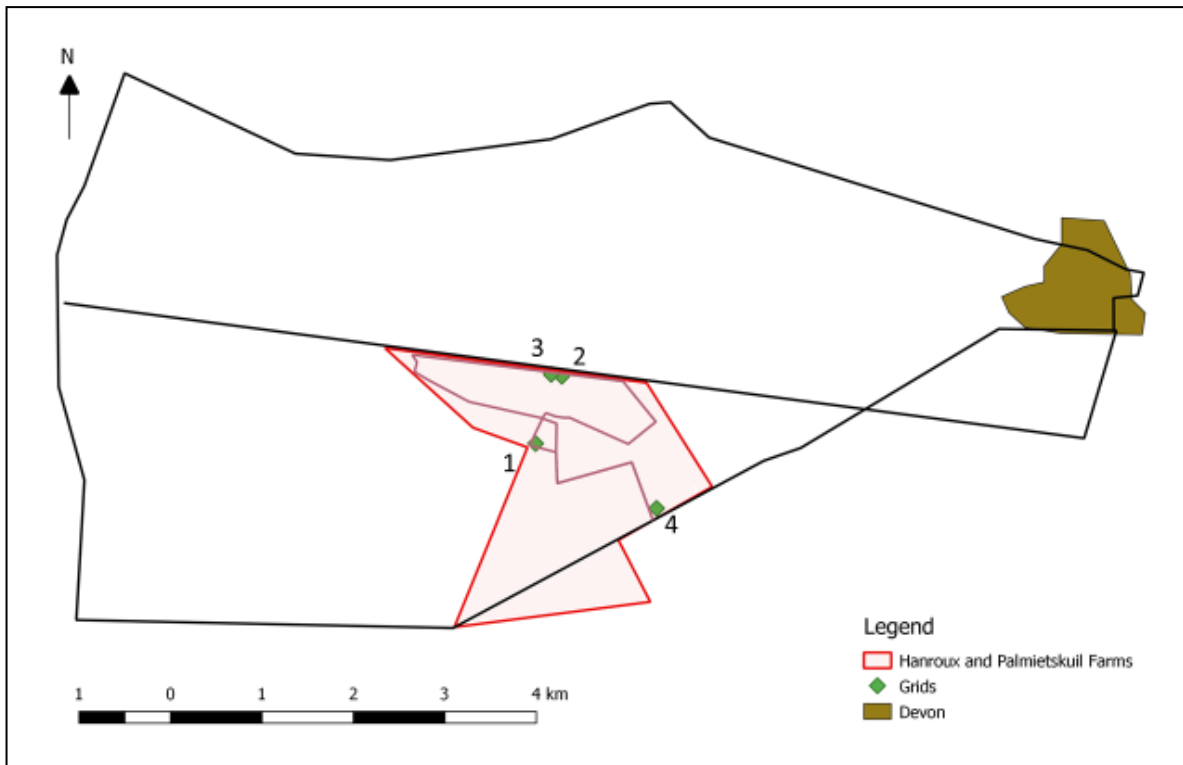 N
3 2
1
4
Legend
Hanroux and Palmietskuil Farms
Grids
Devon
1 0 1 2 3 4 km